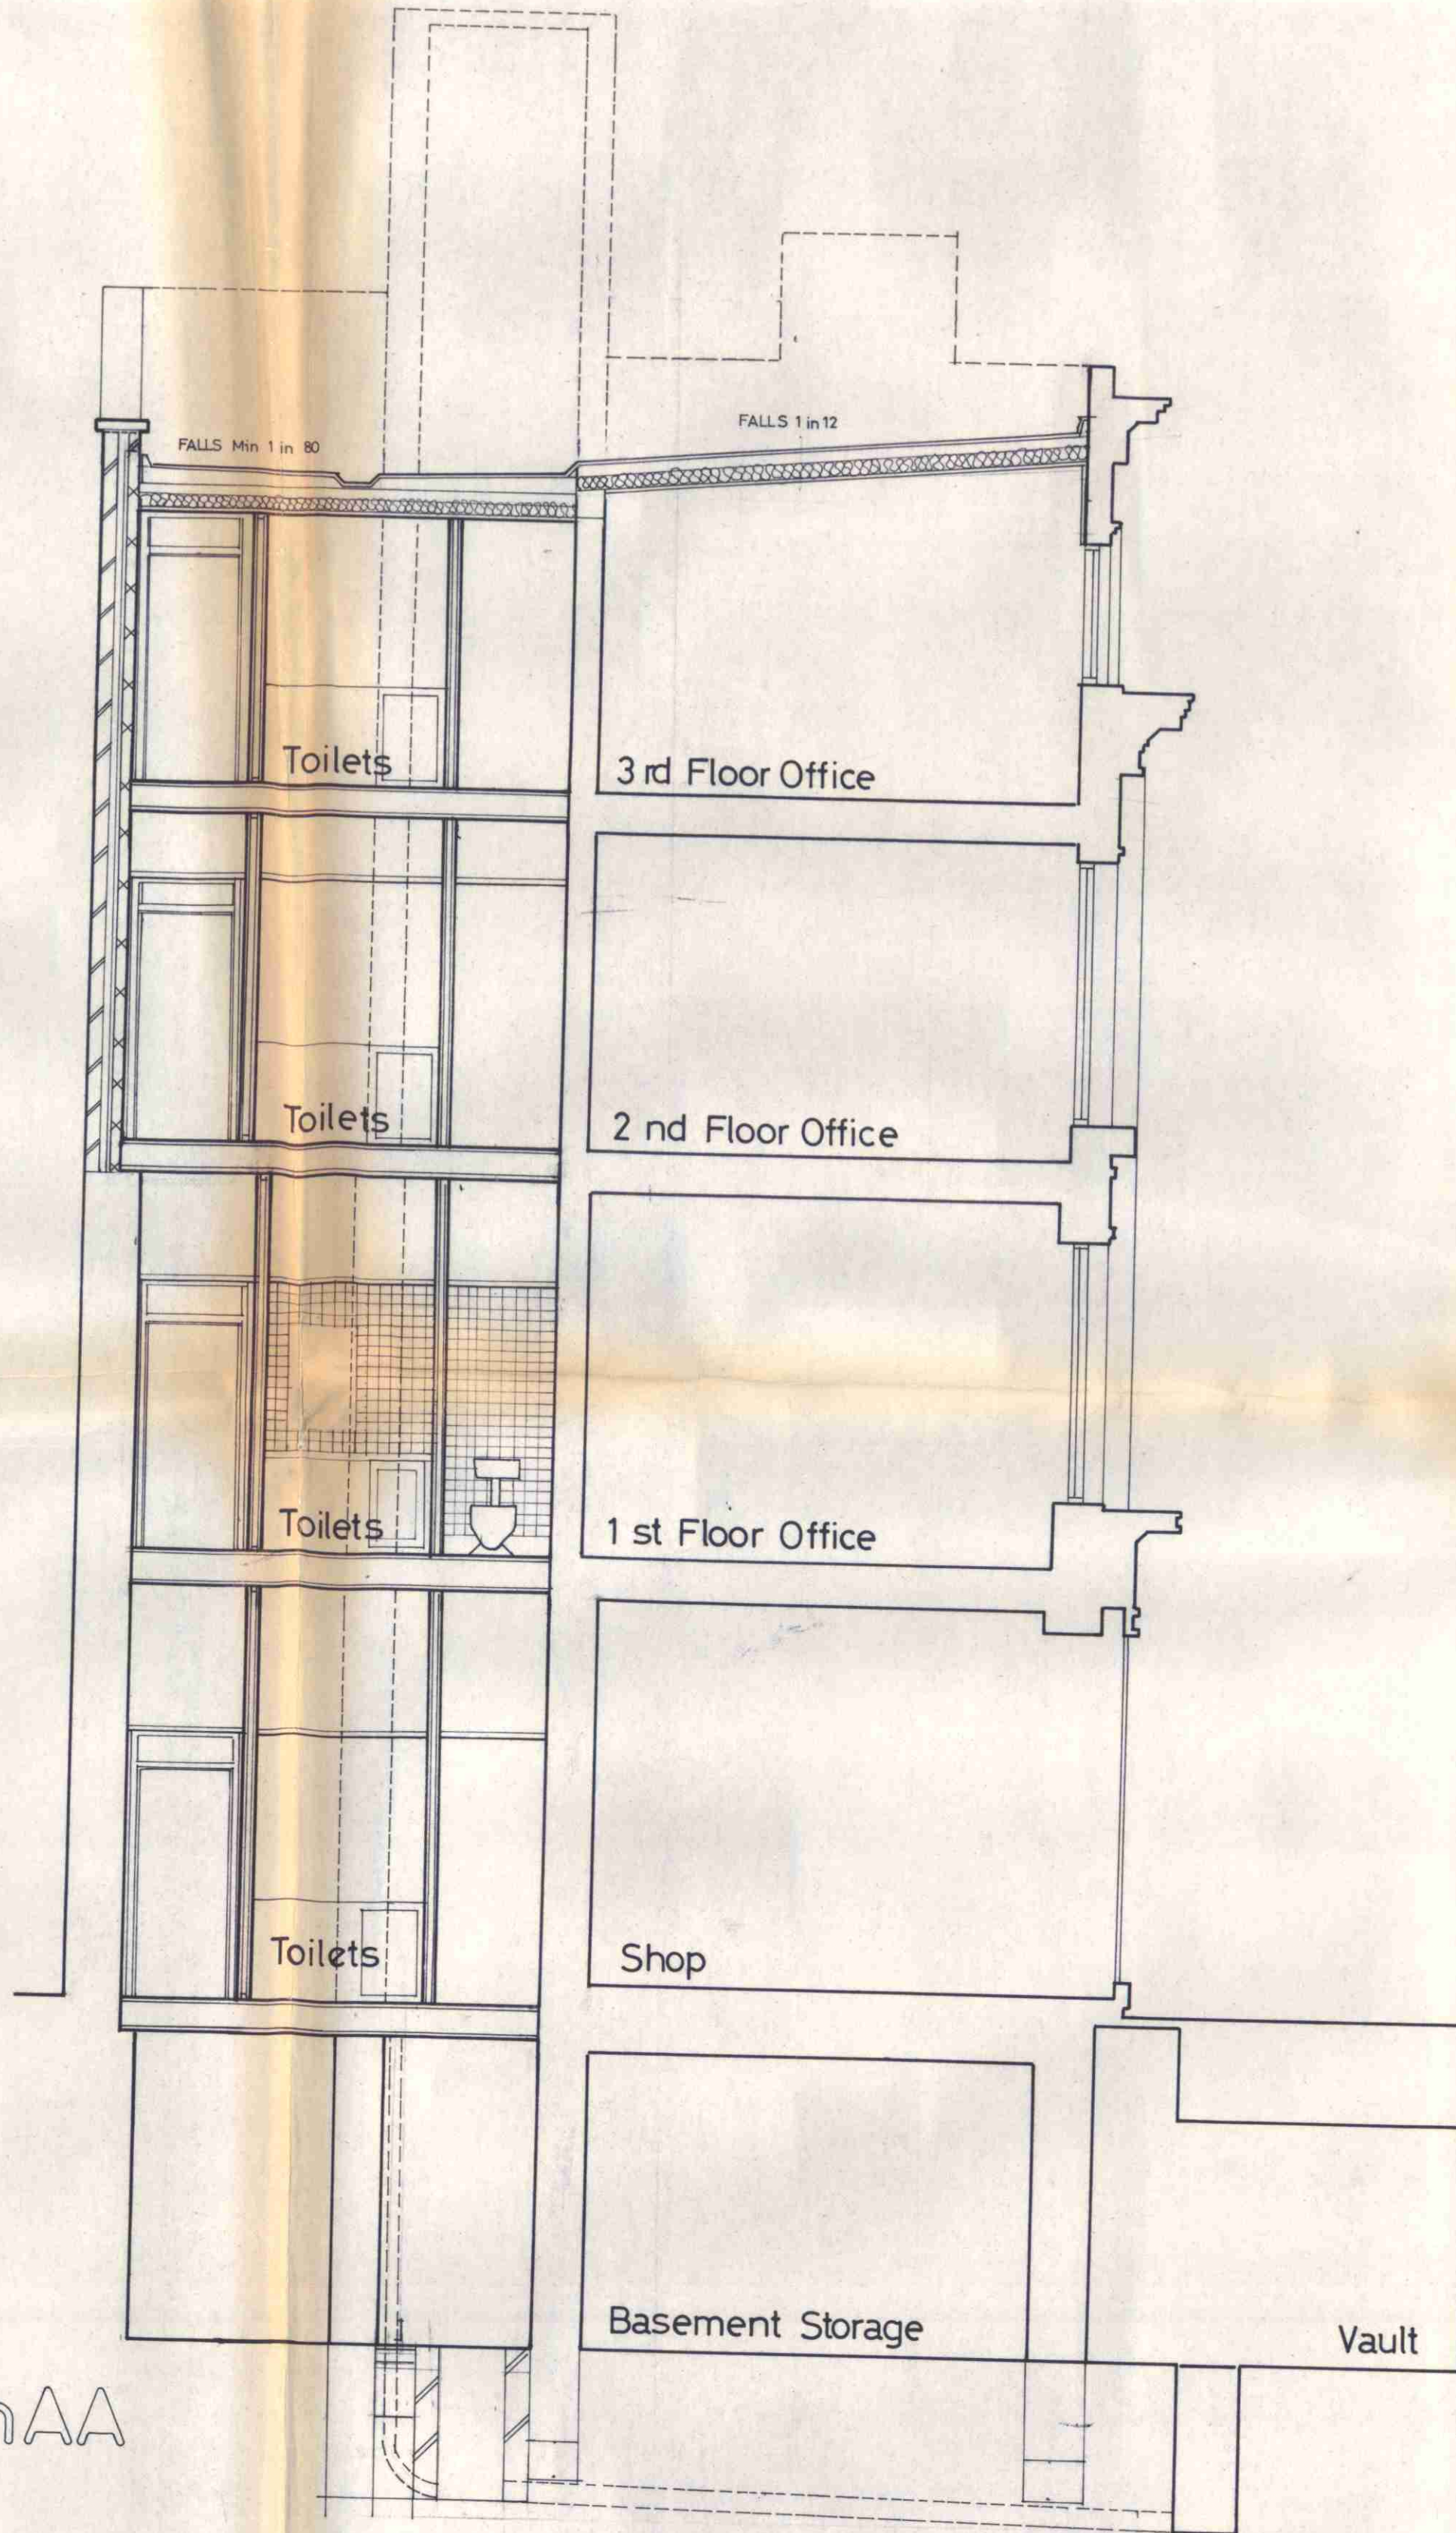 FALLS 1 in 12
FALLS Min 1 in 80
Toilets
3 rd Floor Office
Toilets
2 nd Floor Office
Toilets
1 st Floor Office
Toilets
Shop
Basement Storage
Vault
AA